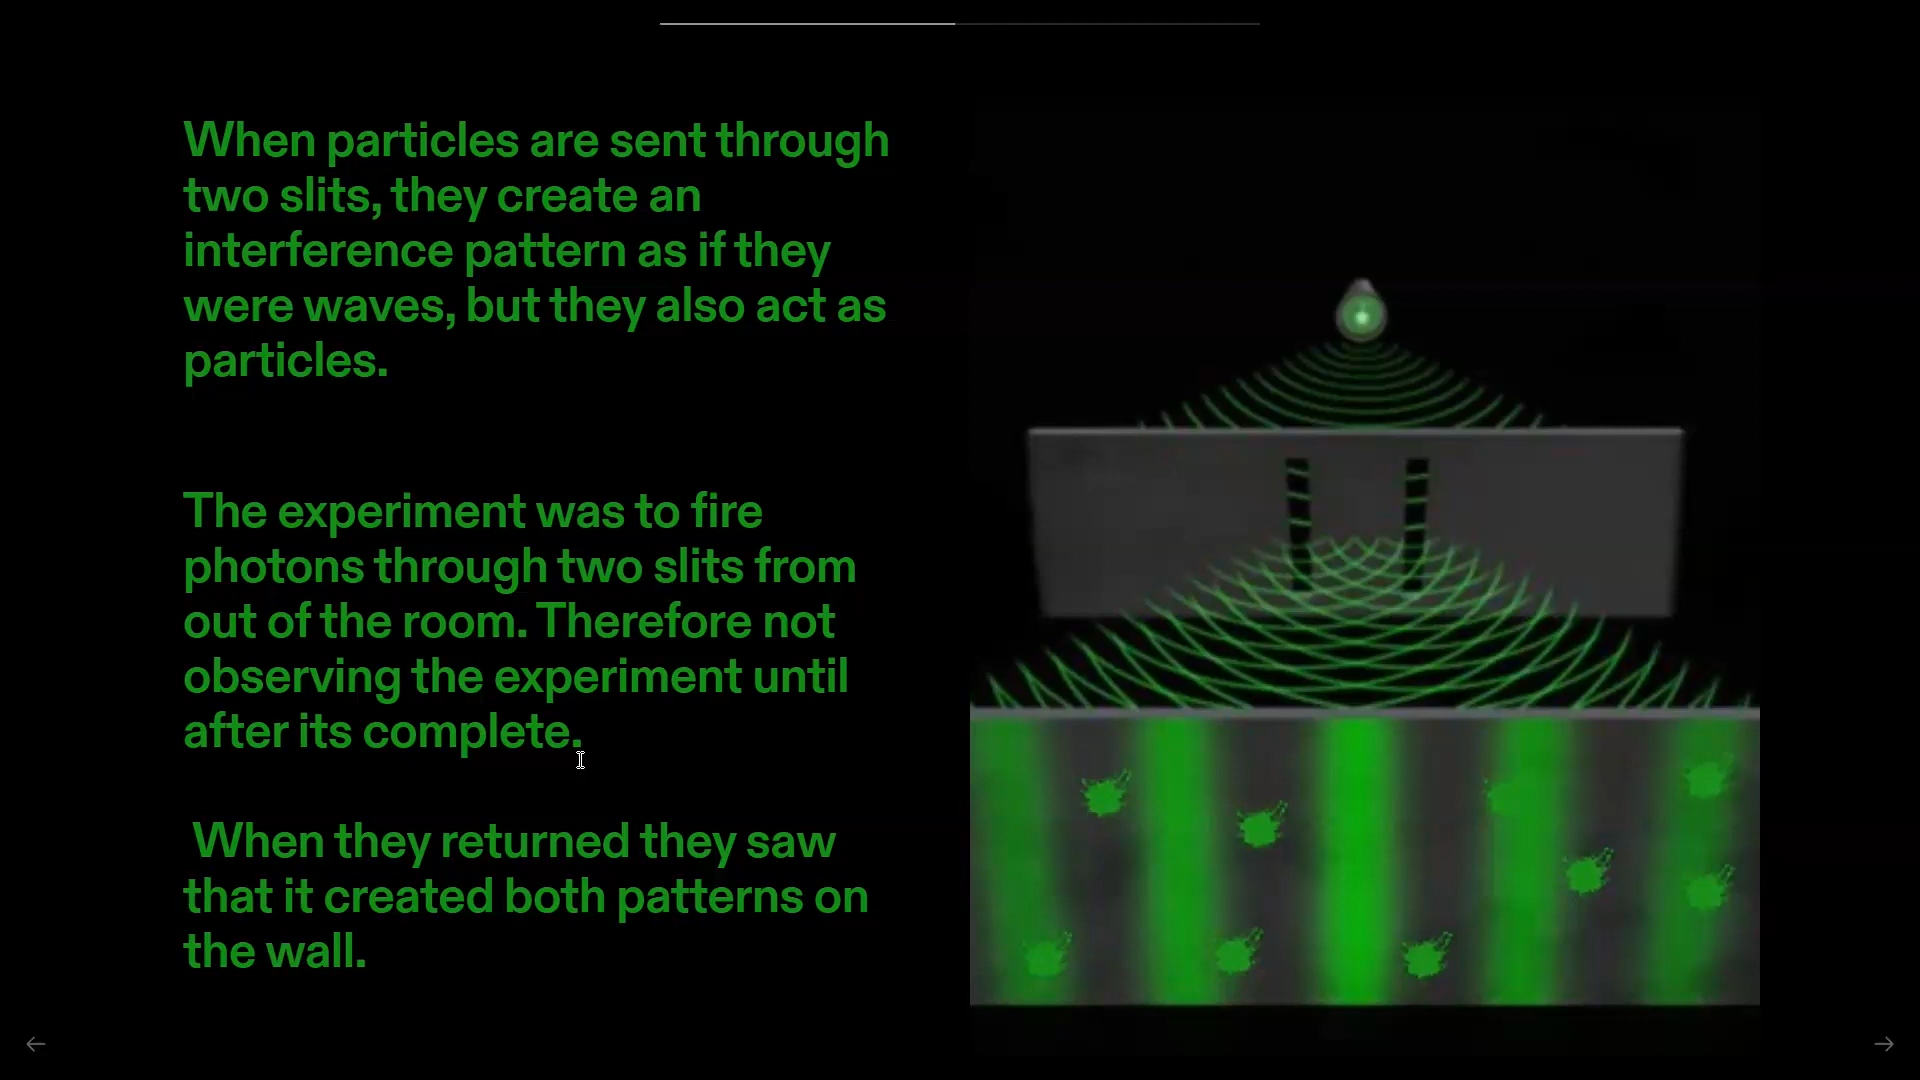 When particles are sent through
two slits, they create an
interference pattern as if they
were waves, but they also act as
particles.
The experiment was to fire
photons through two slits from
out of the room. Therefore not
observing the experiment until
after its complete.
When they returned they saw
that it created both patterns on
the wall.